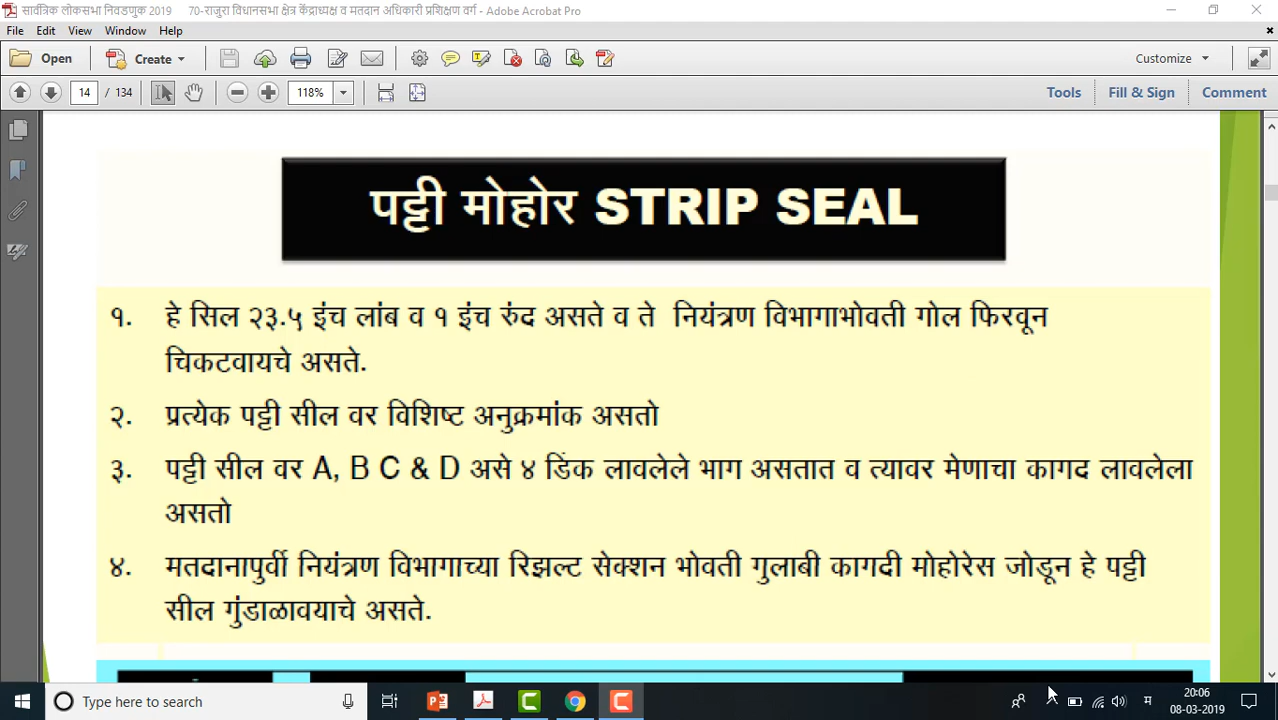 सार्वत्रिक लोकसभा निवडणुक 2019 70-राजुरा विधानसभा क्षेत्र केंद्राध्यक्ष व मतदान अधिकारी प्रशिक्षण वर्ग - Adobe Acrobat Pro
File Edit View Window Help
Open Create Customize
14 / 134 118% Tools Fill & Sign Comment
पट्टी मोहोर STRIP SEAL
१. हे सिल २३.५ इंच लांब व १ इंच रुंद असते व ते नियंत्रण विभागाभोवती गोल फिरवून
चिकटवायचे असते.
२. प्रत्येक पट्टी सील वर विशिष्ट अनुक्रमांक असतो
३. पट्टी सील वर A, B C & D असे ४ डिंक लावलेले भाग असतात व त्यावर मेणाचा कागद लावलेला
असतो
४. मतदानापुर्वी नियंत्रण विभागाच्या रिझल्ट सेक्शन भोवती गुलाबी कागदी मोहोरेस जोडून हे पट्टी
सील गुंडाळावयाचे असते.
Type here to search म 20:06
08-03-2019